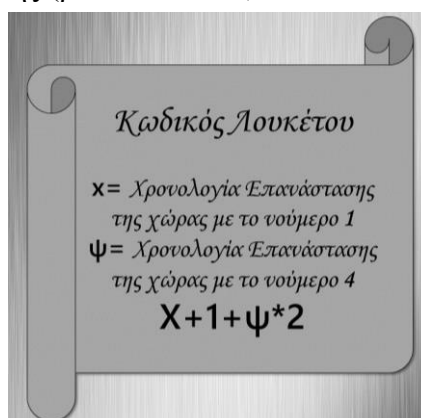 Κωδικός Λουκέτου
x= Χρονολογία Επανάστασης
της χώρας με το νούμερο 1
ψ= Χρονολογία Επανάστασης
της χώρας με το νούμερο 4
X+1+ψ*2